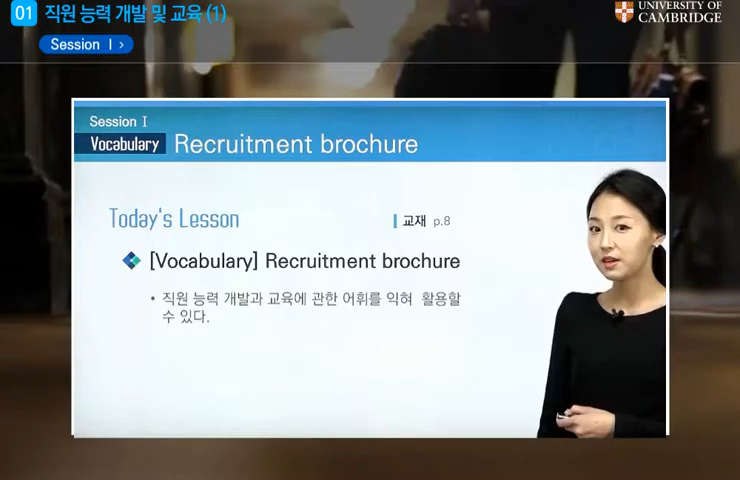 01 직원 능력 개발 및 교육 (1)
UNIVERSITY OF
CAMBRIDGE
Session Ⅰ >
Session Ⅰ
Vocabulary Recruitment brochure
Today's Lesson
교재 p.8
[Vocabulary] Recruitment brochure
• 직원 능력 개발과 교육에 관한 어휘를 익혀 활용할
수 있다.